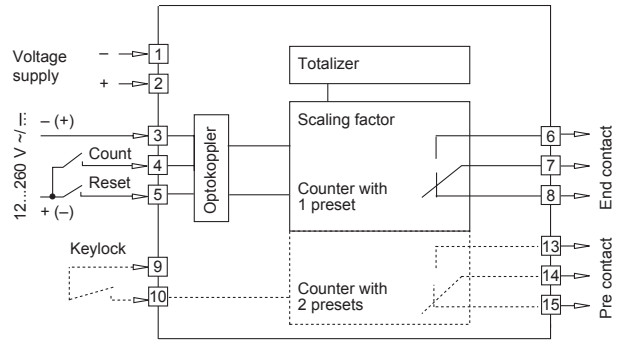 Voltage
supply
–
1
+
2
Totalizer
12...260 V ~/⎓
– (+)
3
Count
4
Reset
5
+ (–)
Optokoppler
Scaling factor
Counter with
1 preset
6
7
8
End contact
Keylock
9
10
Counter with
2 presets
13
14
15
Pre contact